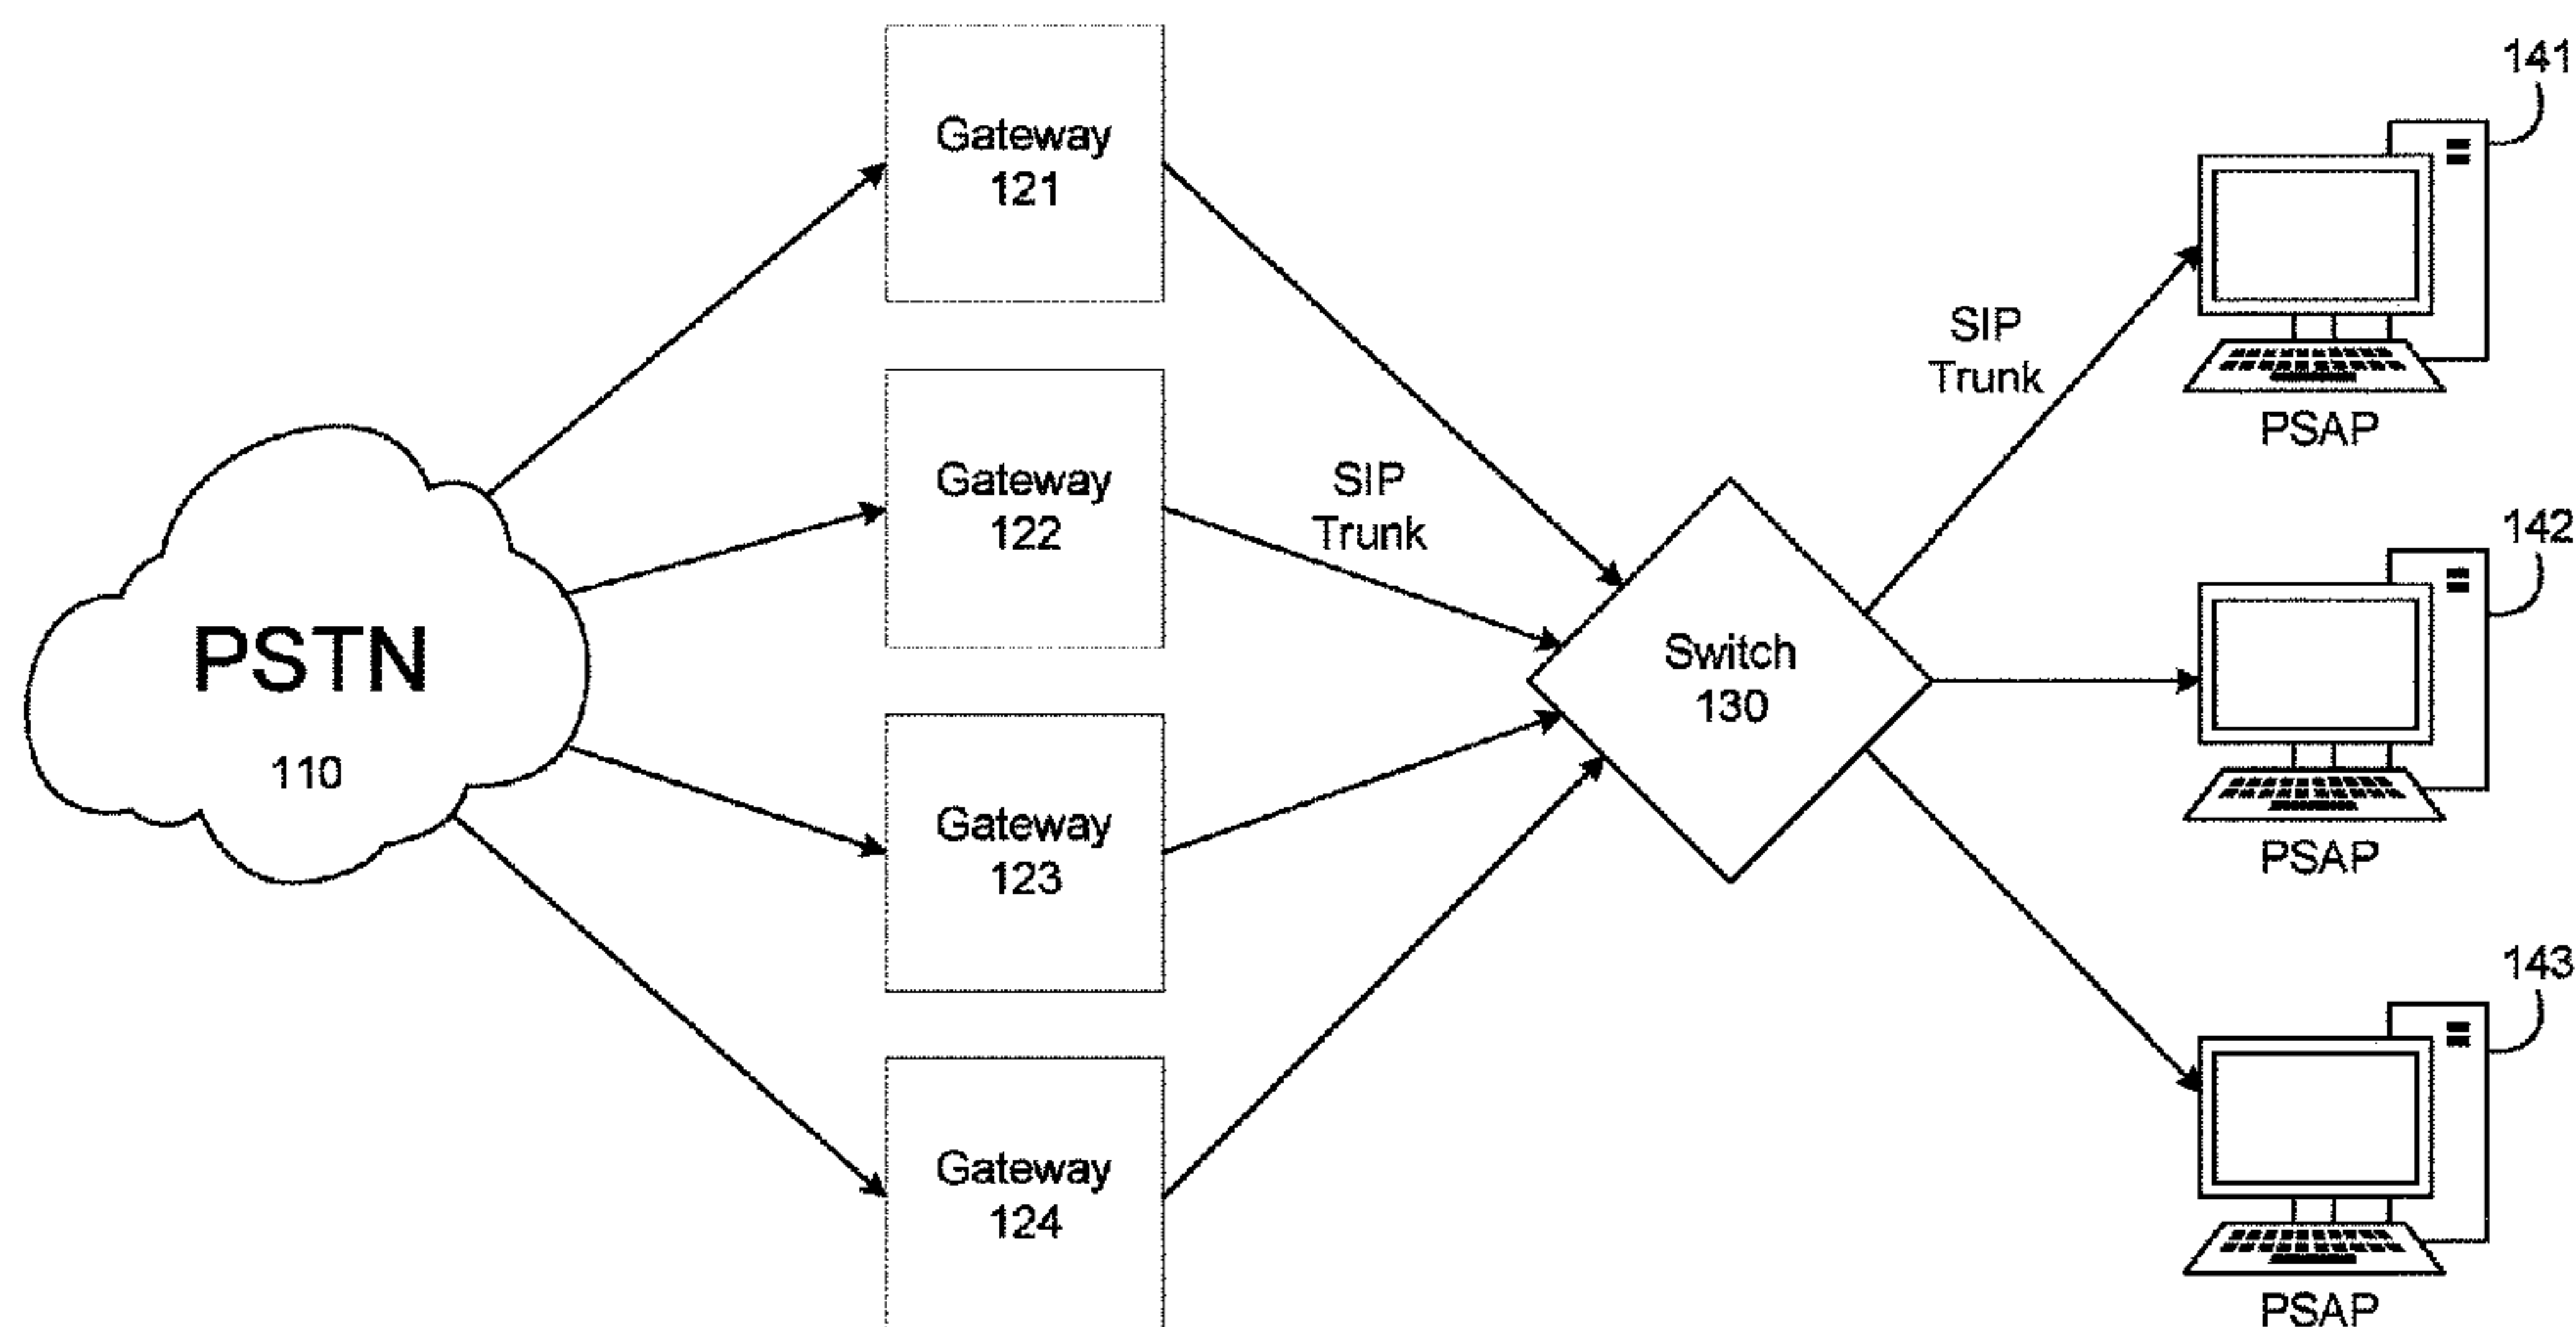 PSTN
110
Gateway
121
Gateway
122
Gateway
123
Gateway
124
SIP
Trunk
Switch
130
SIP
Trunk
141
PSAP
142
PSAP
143
PSAP